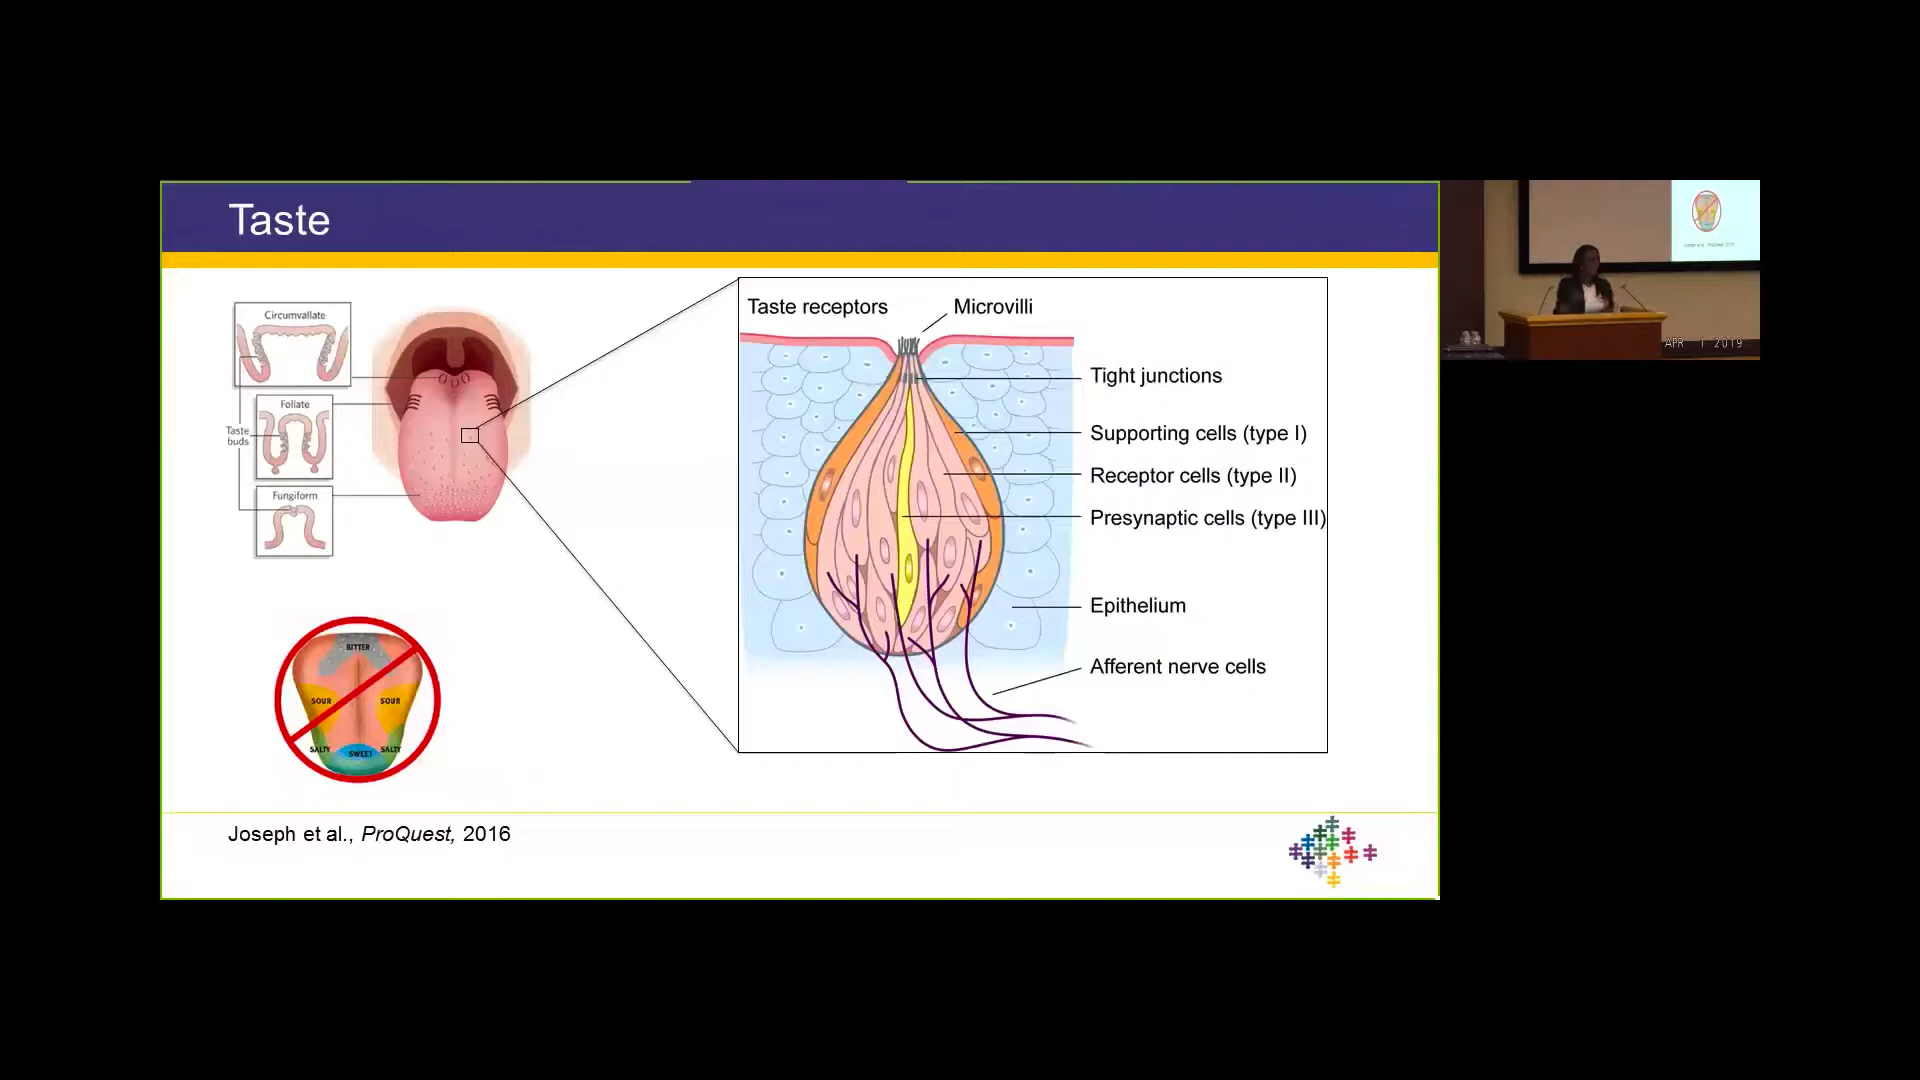 Taste
Circumvallate
Foliate
Taste
buds
Fungiform
BITTER
SOUR
SOUR
SALTY
SWEET
SALTY
Taste receptors
Microvilli
Tight junctions
Supporting cells (type I)
Receptor cells (type II)
Presynaptic cells (type III)
Epithelium
Afferent nerve cells
Joseph et al., ProQuest, 2016
APR 1 2019